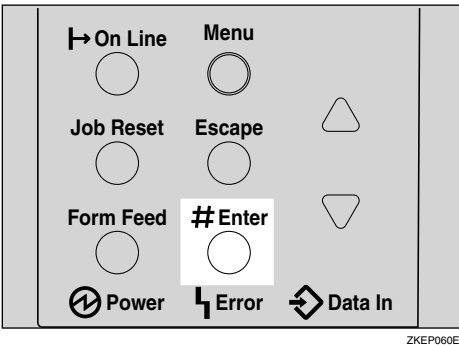 On Line Menu
Job Reset Escape
Form Feed # Enter
Power Error Data In
ZKEP060E